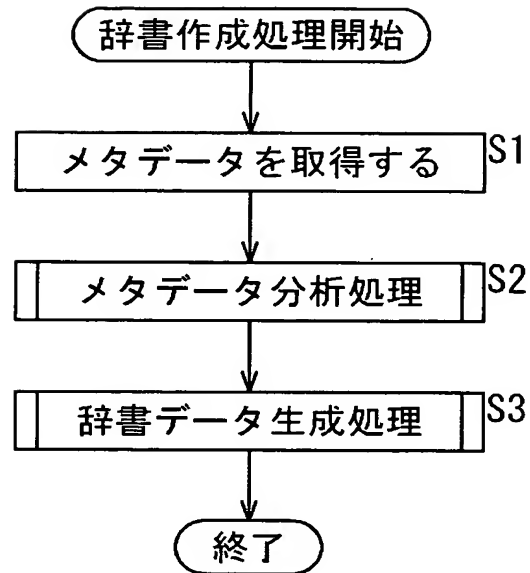 辞書作成処理開始
メタデータを取得する S1
メタデータ分析処理 S2
辞書データ生成処理 S3
終了